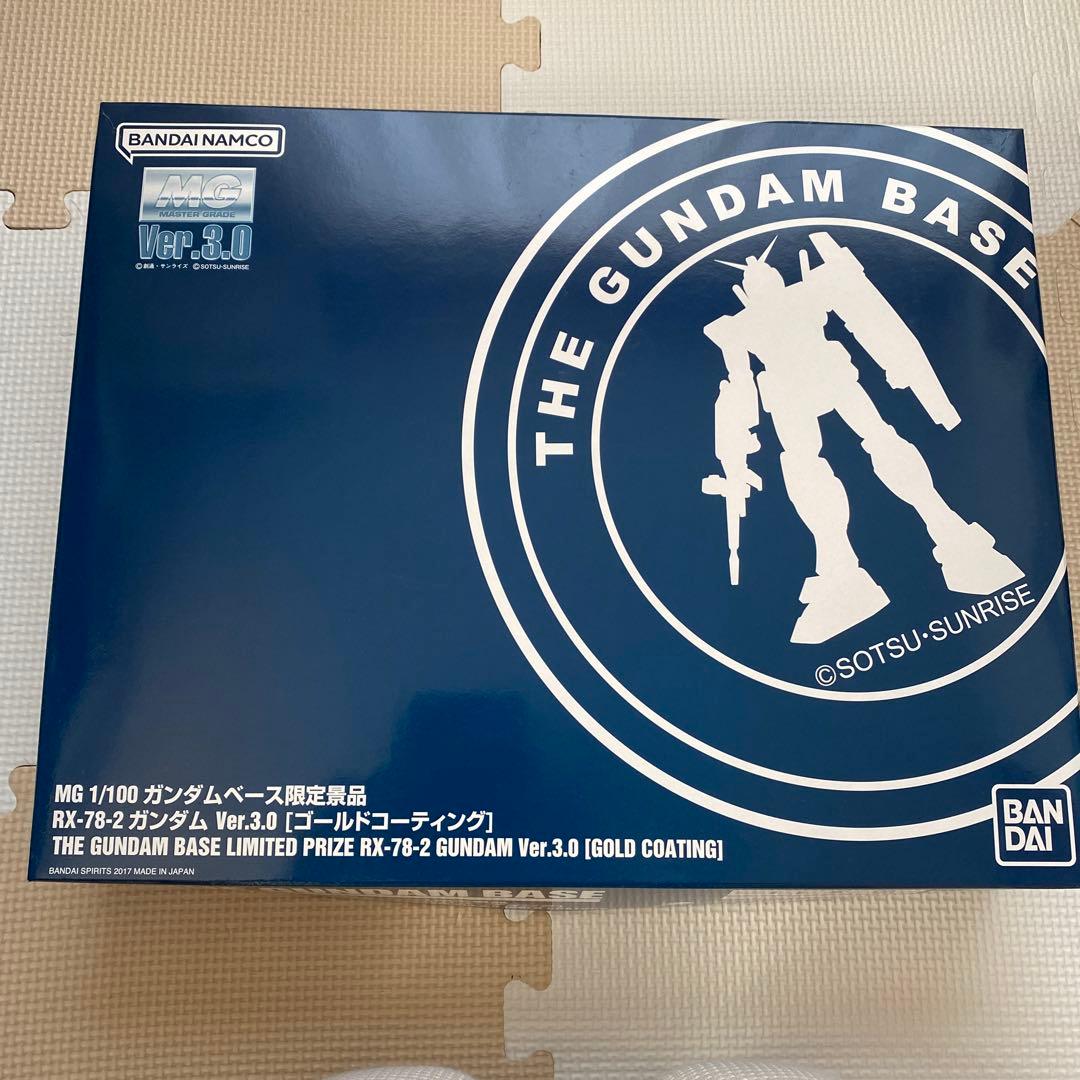 BANDAI NAMCO
MG
MASTER GRADE
Ver.3.0
©創通・サンライズ ©SOTSU・SUNRISE
THE GUNDAM BASE
©SOTSU・SUNRISE
MG 1/100 ガンダムベース限定景品
RX-78-2 ガンダム Ver.3.0 [ゴールドコーティング]
THE GUNDAM BASE LIMITED PRIZE RX-78-2 GUNDAM Ver.3.0 [GOLD COATING]
BANDAI SPIRITS 2017 MADE IN JAPAN
BAN
DAI
GUNDAM BASE